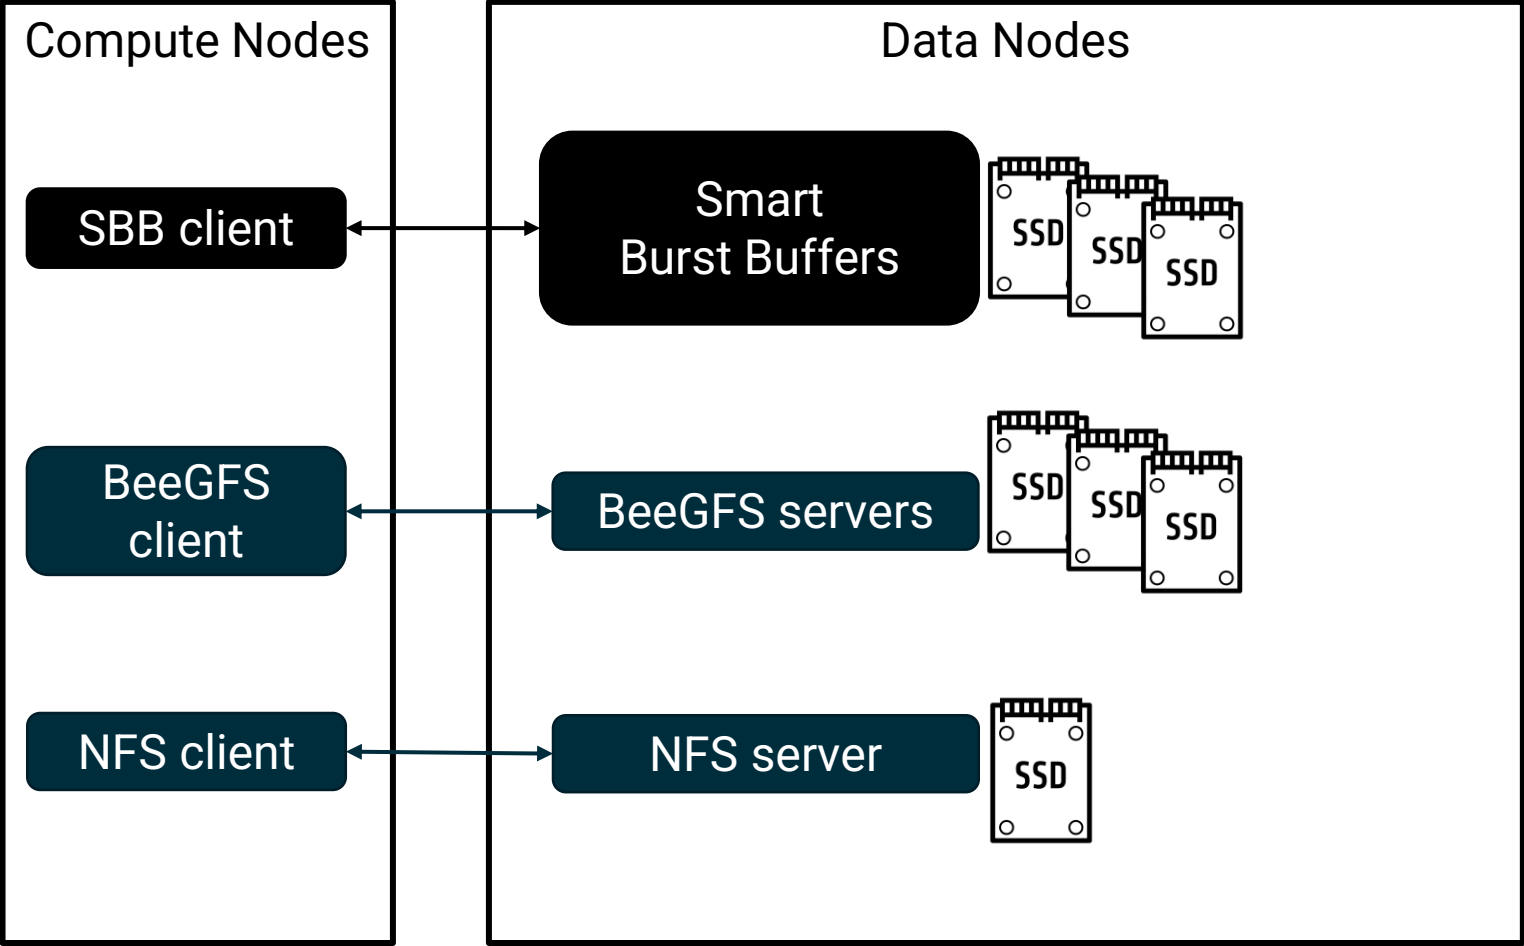 Compute Nodes
Data Nodes
SBB client
Smart
Burst Buffers
SSD
SSD
SSD
BeeGFS
client
BeeGFS servers
SSD
SSD
SSD
NFS client
NFS server
SSD